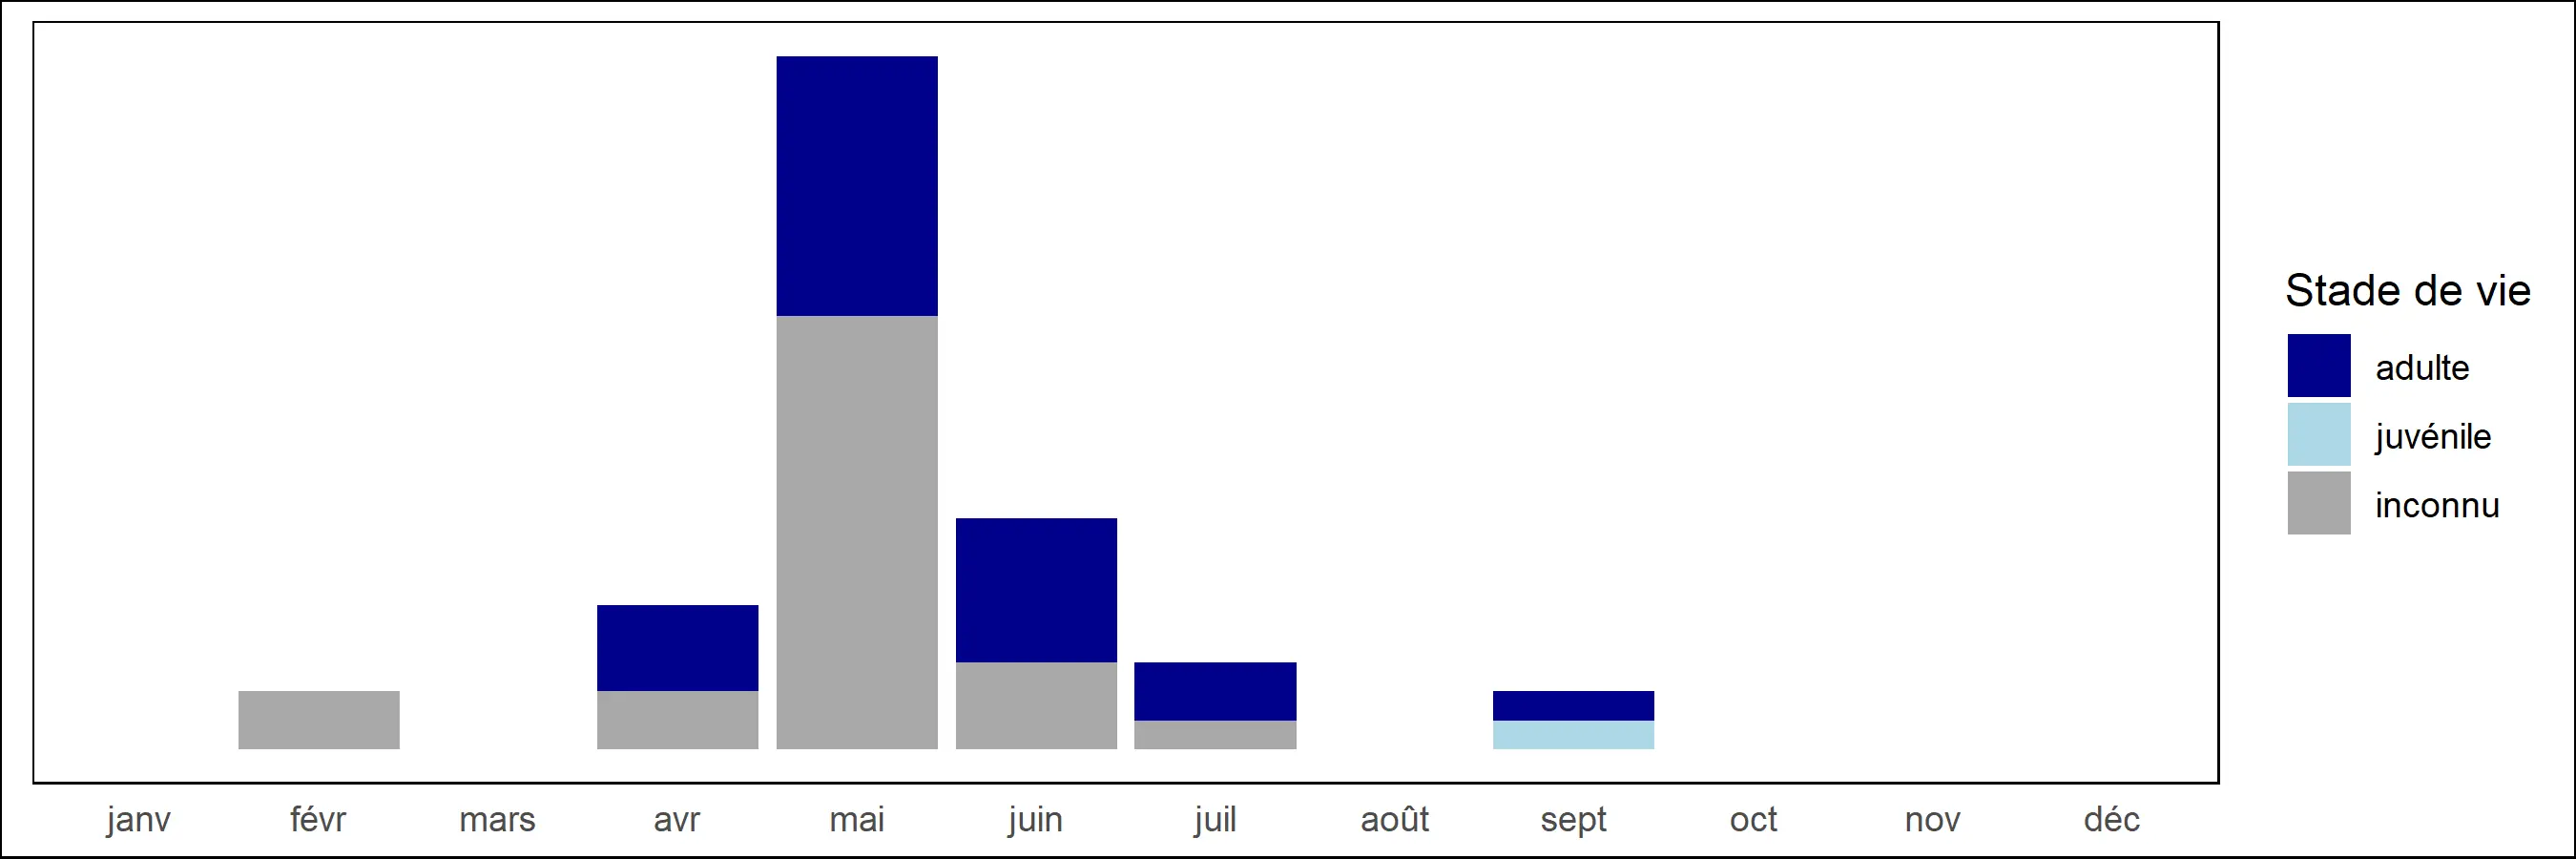 Stade de vie
adulte
juvénile
inconnu
janv févr mars avr mai juin juil août sept oct nov déc